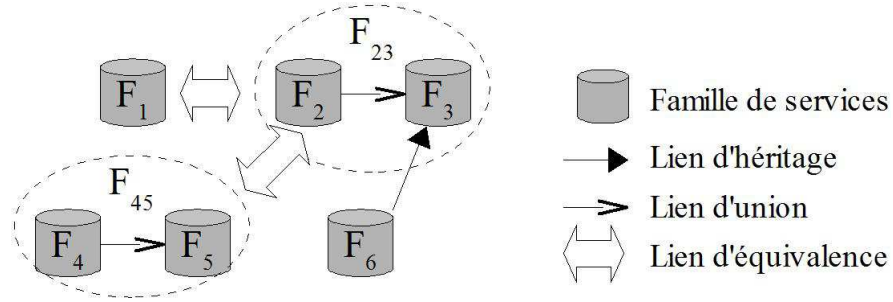 F23
F1
F2
F3
F45
F4
F5
F6
Famille de services
Lien d'héritage
Lien d'union
Lien d'équivalence